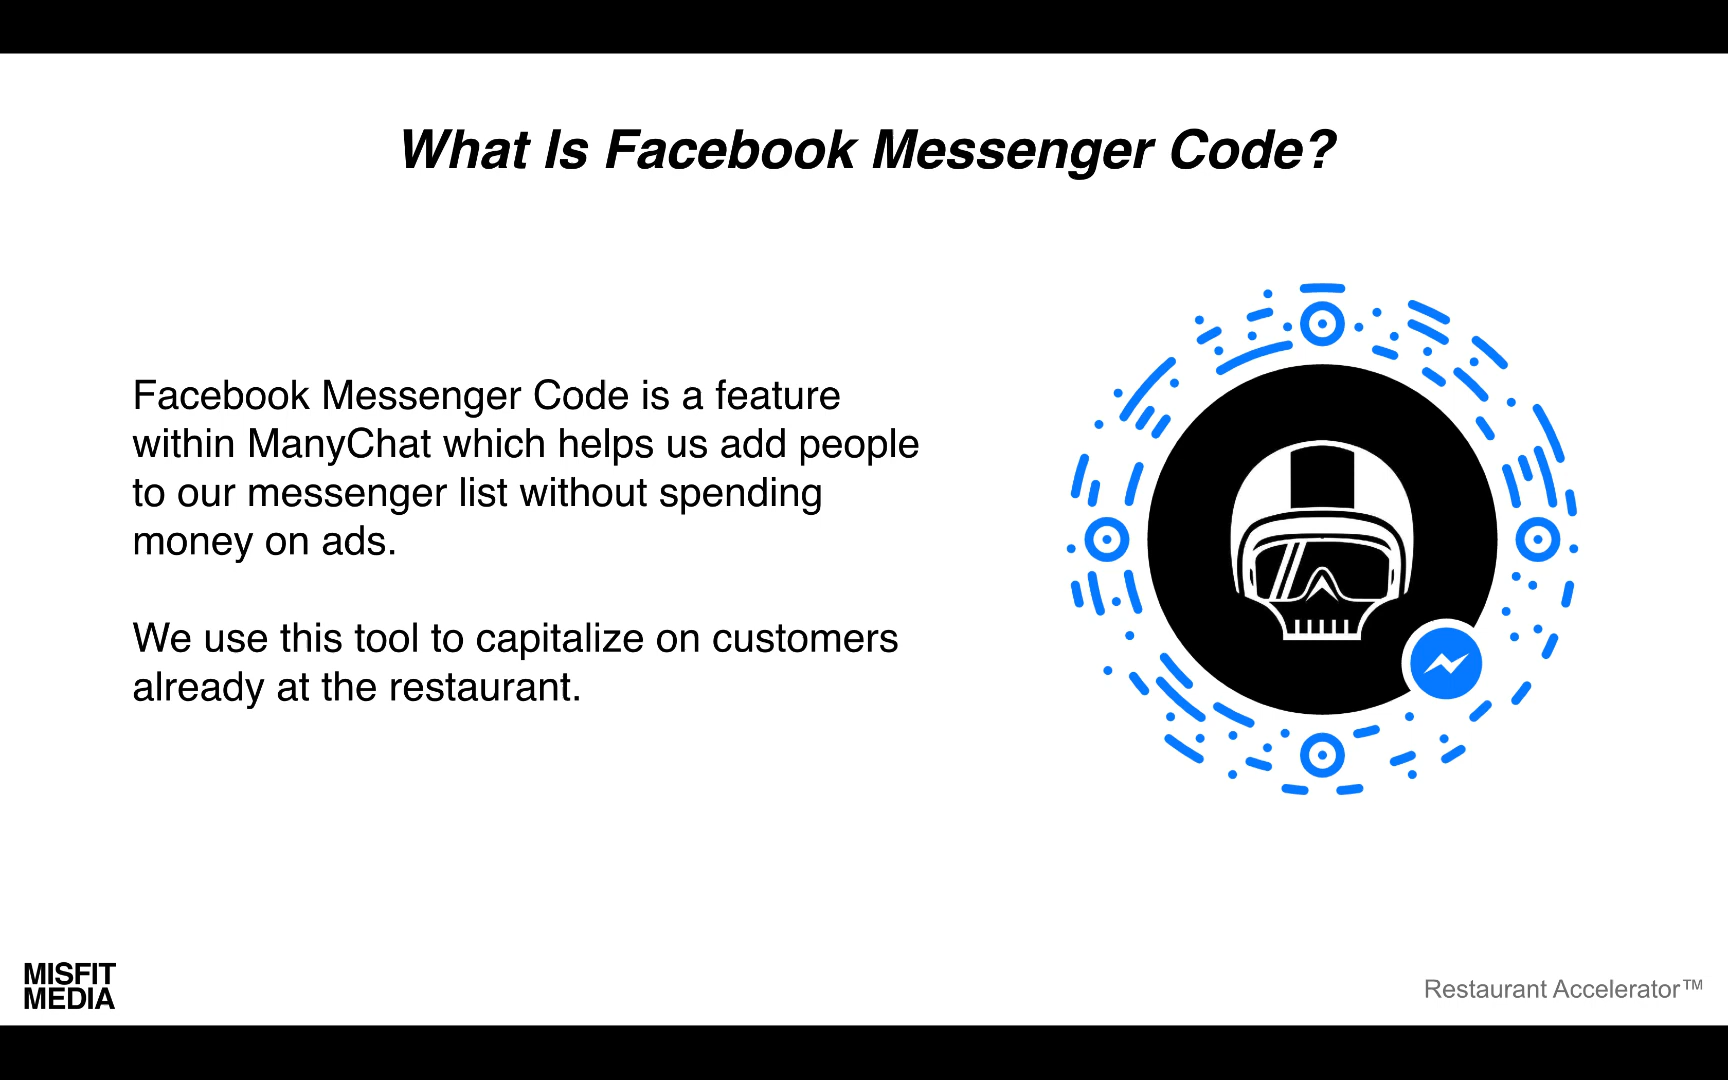 What Is Facebook Messenger Code?
Facebook Messenger Code is a feature
within ManyChat which helps us add people
to our messenger list without spending
money on ads.
We use this tool to capitalize on customers
already at the restaurant.
MISFIT
MEDIA
Restaurant Accelerator™